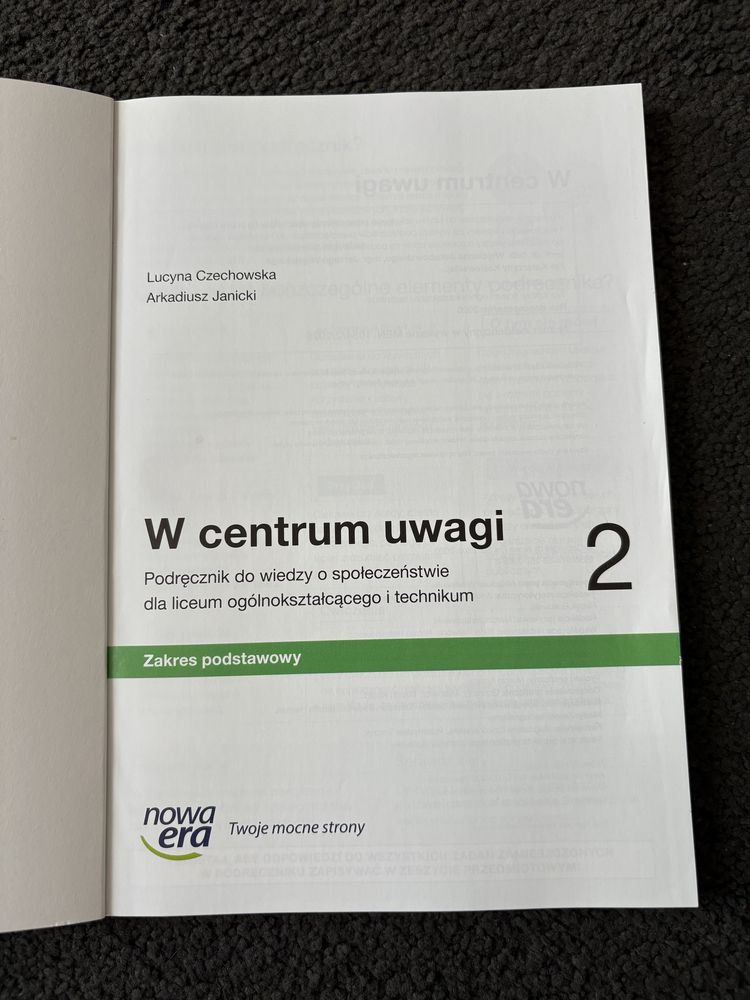 Lucyna Czechowska
Arkadiusz Janicki
W centrum uwagi 2
Podręcznik do wiedzy o społeczeństwie
dla liceum ogólnokształcącego i technikum
Zakres podstawowy
nowa
era
Twoje mocne strony